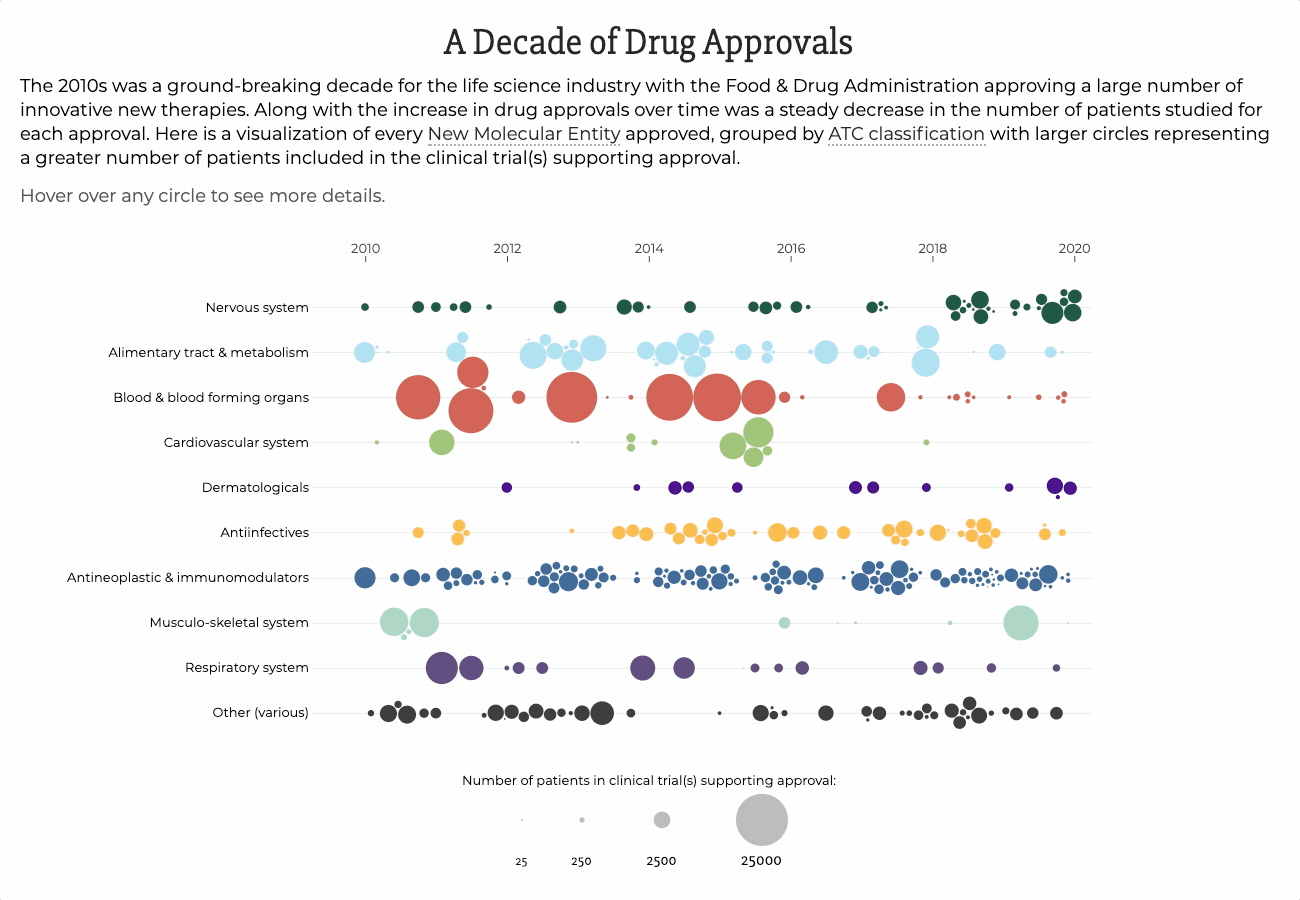 A Decade of Drug Approvals
The 2010s was a ground-breaking decade for the life science industry with the Food & Drug Administration approving a large number of
innovative new therapies. Along with the increase in drug approvals over time was a steady decrease in the number of patients studied for
each approval. Here is a visualization of every New Molecular Entity approved, grouped by ATC classification with larger circles representing
a greater number of patients included in the clinical trial(s) supporting approval.
Hover over any circle to see more details.
2010 2012 2014 2016 2018 2020
Nervous system
Alimentary tract & metabolism
Blood & blood forming organs
Cardiovascular system
Dermatologicals
Antiinfectives
Antineoplastic & immunomodulators
Musculo-skeletal system
Respiratory system
Other (various)
Number of patients in clinical trial(s) supporting approval:
25 250 2500 25000